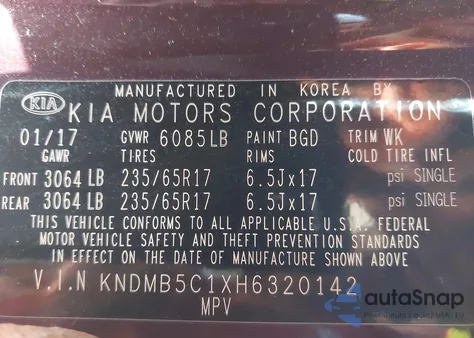 MANUFACTURED IN KOREA BY
KIA KIA MOTORS CORPORATION
01/17 GVWR 6085LB PAINT BGD TRIM WK
GAWR TIRES RIMS COLD TIRE INFL
FRONT 3064 LB 235/65R17 6.5Jx17 psi SINGLE
REAR 3064 LB 235/65R17 6.5Jx17 psi SINGLE
THIS VEHICLE CONFORMS TO ALL APPLICABLE U.S.A. FEDERAL
MOTOR VEHICLE SAFETY AND THEFT PREVENTION STANDARDS
IN EFFECT ON THE DATE OF MANUFACTURE SHOWN ABOVE
V.I.N KNDMB5C1XH6320142
MPV
autoSnap